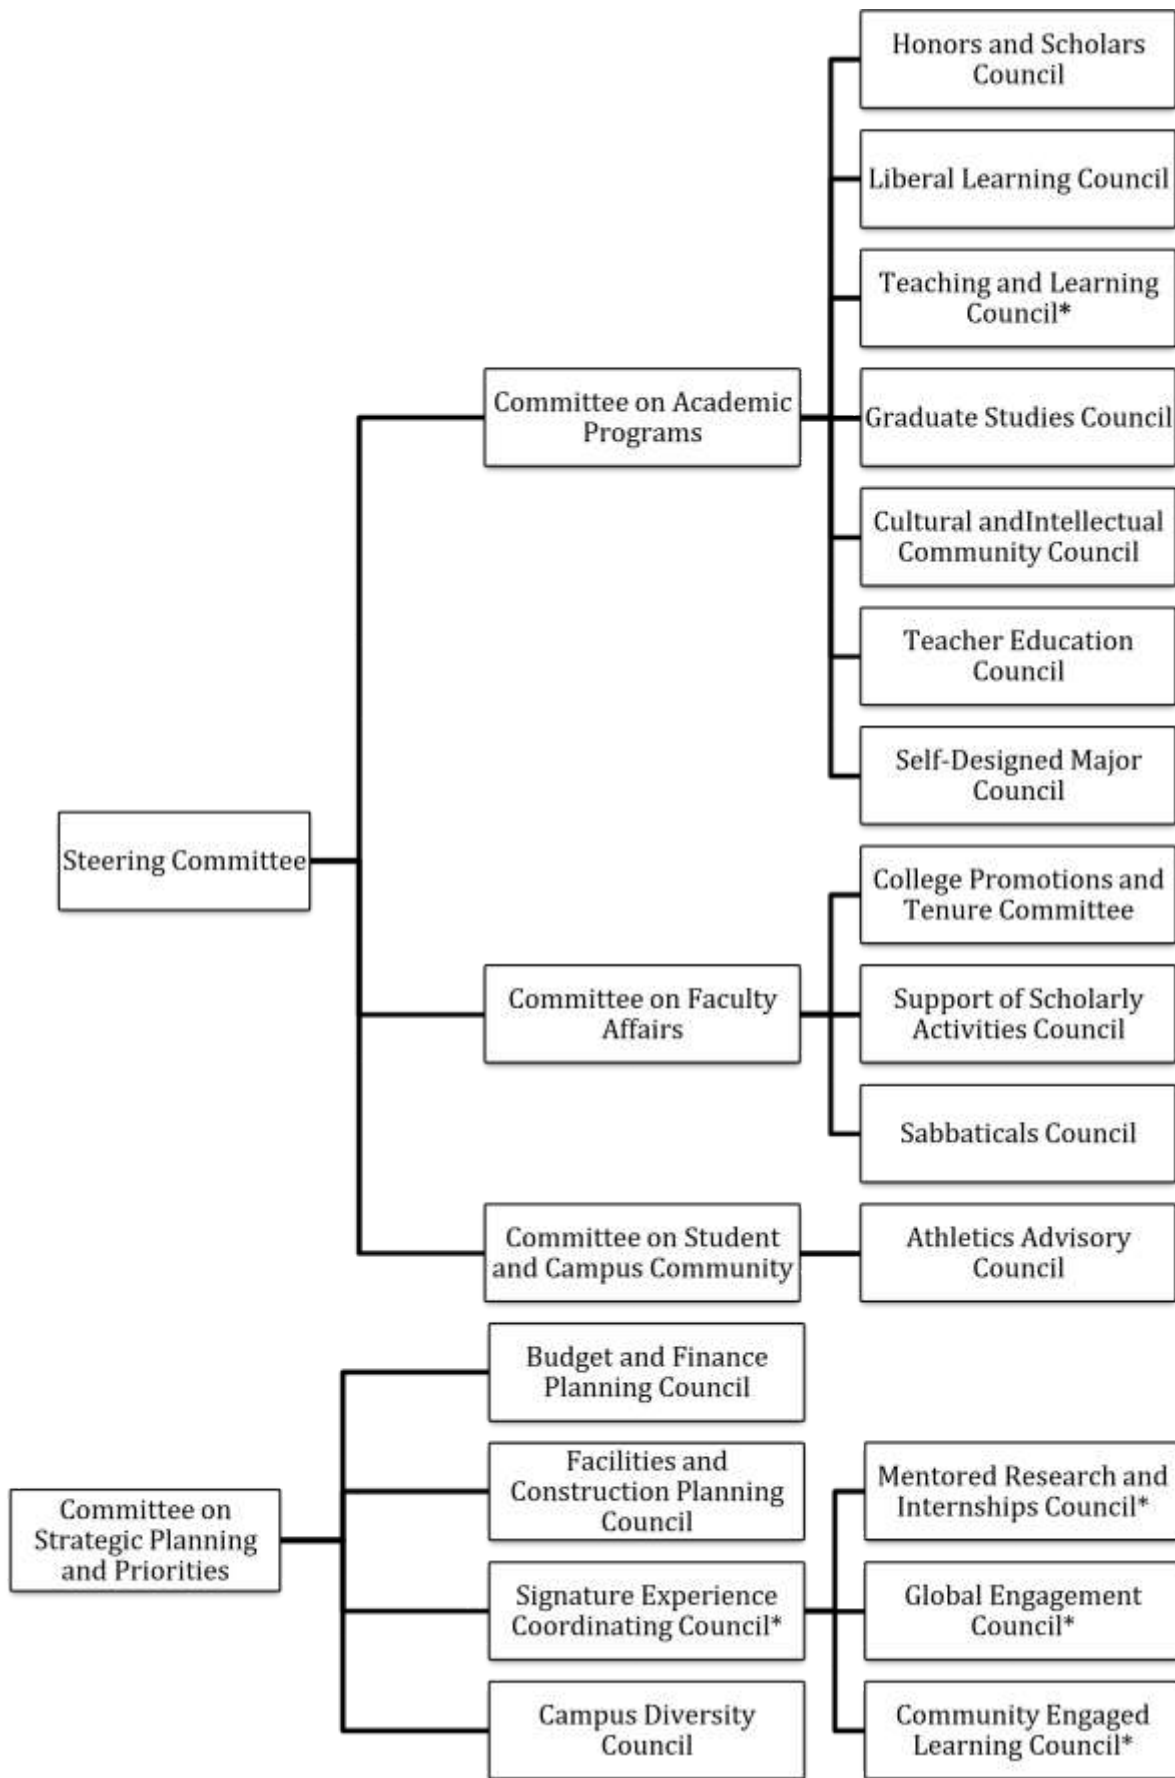 Honors and Scholars
Council
Liberal Learning Council
Teaching and Learning
Council*
Committee on Academic
Programs
Graduate Studies Council
Cultural andIntellectual
Community Council
Teacher Education
Council
Self-Designed Major
Council
Steering Committee
College Promotions and
Tenure Committee
Committee on Faculty
Affairs
Support of Scholarly
Activities Council
Sabbaticals Council
Committee on Student
and Campus Community
Athletics Advisory
Council
Budget and Finance
Planning Council
Facilities and
Construction Planning
Council
Mentored Research and
Internships Council*
Committee on
Strategic Planning
and Priorities
Signature Experience
Coordinating Council*
Global Engagement
Council*
Campus Diversity
Council
Community Engaged
Learning Council*